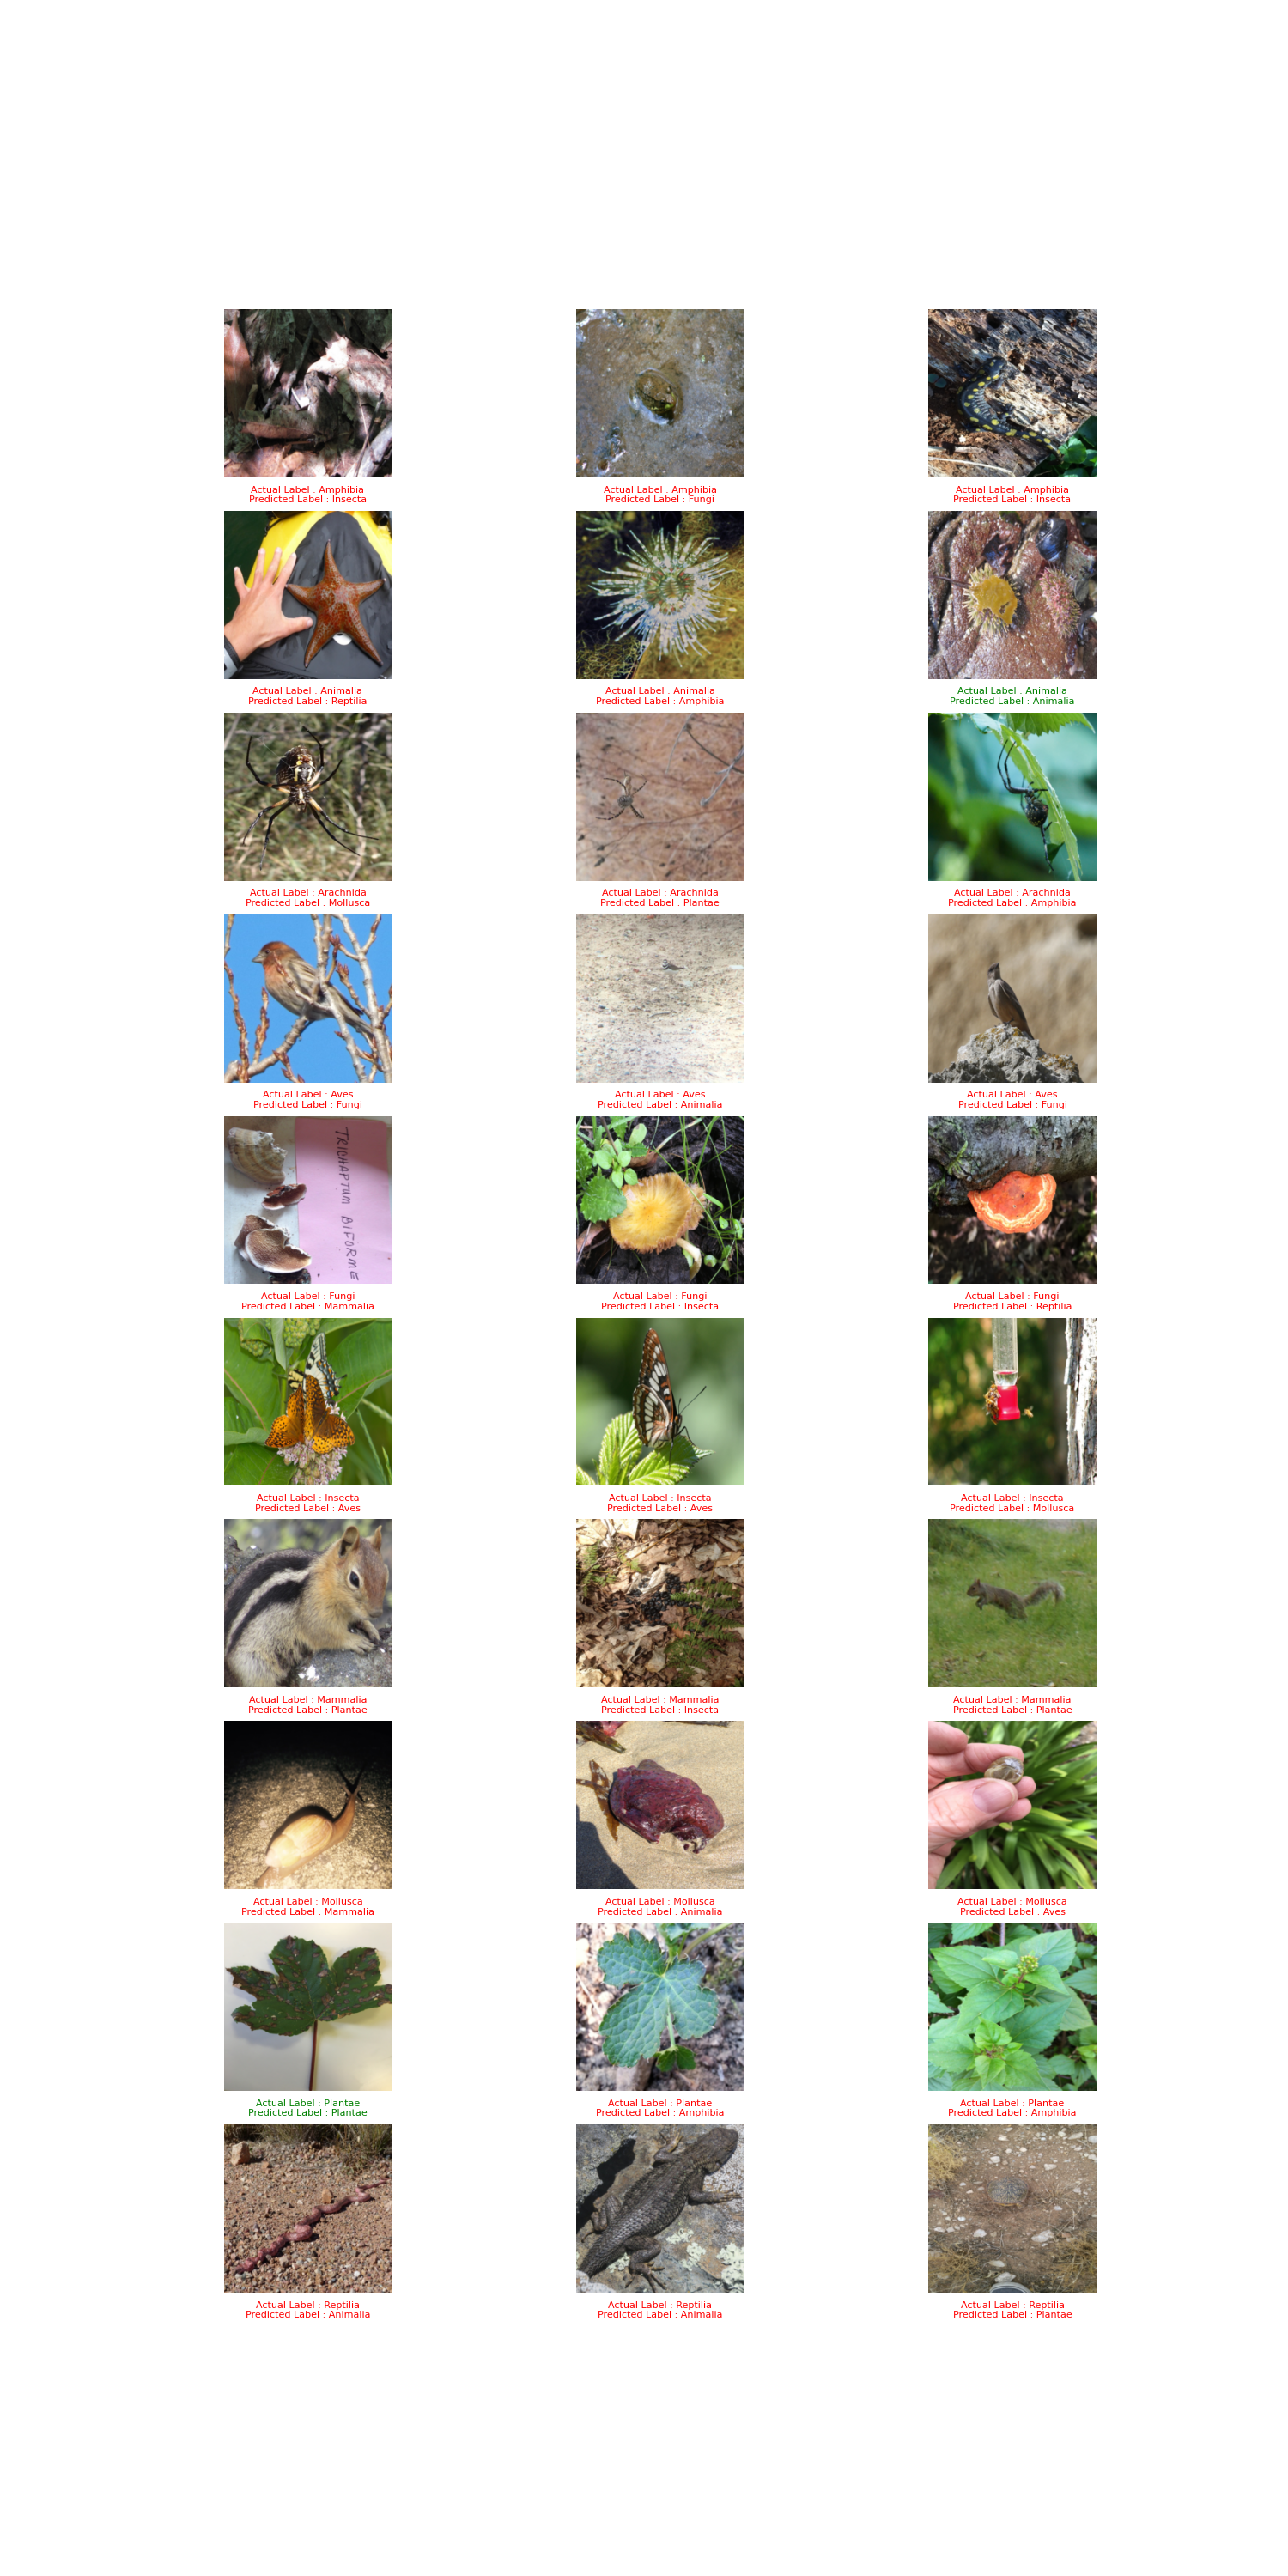 Actual Label : Amphibia
Predicted Label : Insecta
Actual Label : Amphibia
Predicted Label : Fungi
Actual Label : Amphibia
Predicted Label : Insecta
Actual Label : Animalia
Predicted Label : Reptilia
Actual Label : Animalia
Predicted Label : Amphibia
Actual Label : Animalia
Predicted Label : Animalia
Actual Label : Arachnida
Predicted Label : Mollusca
Actual Label : Arachnida
Predicted Label : Plantae
Actual Label : Arachnida
Predicted Label : Amphibia
Actual Label : Aves
Predicted Label : Fungi
Actual Label : Aves
Predicted Label : Animalia
Actual Label : Aves
Predicted Label : Fungi
TRICHAPTUM BIFORME
Actual Label : Fungi
Predicted Label : Mammalia
Actual Label : Fungi
Predicted Label : Insecta
Actual Label : Fungi
Predicted Label : Reptilia
Actual Label : Insecta
Predicted Label : Aves
Actual Label : Insecta
Predicted Label : Aves
Actual Label : Insecta
Predicted Label : Mollusca
Actual Label : Mammalia
Predicted Label : Plantae
Actual Label : Mammalia
Predicted Label : Insecta
Actual Label : Mammalia
Predicted Label : Plantae
Actual Label : Mollusca
Predicted Label : Mammalia
Actual Label : Mollusca
Predicted Label : Animalia
Actual Label : Mollusca
Predicted Label : Aves
Actual Label : Plantae
Predicted Label : Plantae
Actual Label : Plantae
Predicted Label : Amphibia
Actual Label : Plantae
Predicted Label : Amphibia
Actual Label : Reptilia
Predicted Label : Animalia
Actual Label : Reptilia
Predicted Label : Animalia
Actual Label : Reptilia
Predicted Label : Plantae